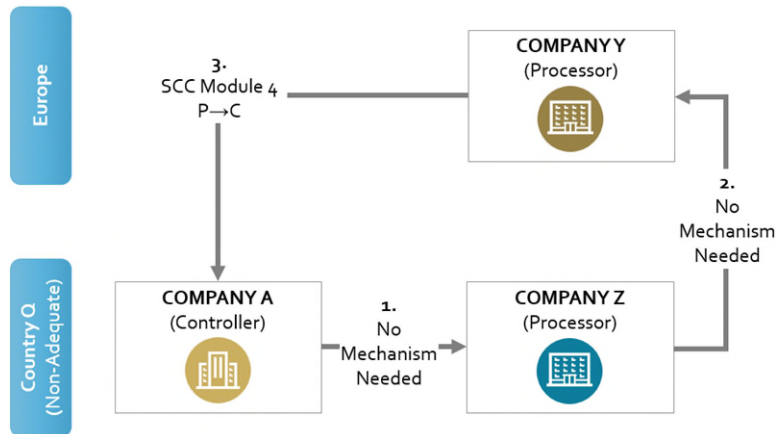 Europe
COMPANY Y
(Processor)
3.
SCC Module 4
P→C
2.
No
Mechanism
Needed
Country Q
(Non-Adequate)
COMPANY A
(Controller)
1.
No
Mechanism
Needed
COMPANY Z
(Processor)